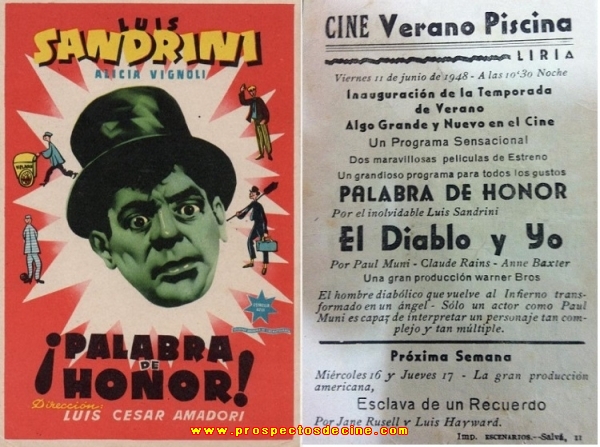 LUIS
SANDRINI
ALICIA VIGNOLI
¡PALABRA
DE
HONOR!
Dirección:
LUIS CESAR AMADORI
CINE Verano Piscina
LIRIA
Viernes 11 de junio de 1948 - A las 10'30 Noche
Inauguración de la Temporada
de Verano
Algo Grande y Nuevo en el Cine
Un Programa Sensacional
Dos maravillosas películas de Estreno
Un grandioso programa para todos los gustos
PALABRA DE HONOR
Por el inolvidable Luis Sandrini
El Diablo y Yo
Por Paul Muni - Claude Rains - Anne Baxter
Una gran producción warner Bros
El hombre diabólico que vuelve al Infierno trans-
formado en un ángel - Sólo un actor como Paul
Muni es capaz de interpretar un personaje tan com-
plejo y tan múltiple.
Próxima Semana
Miércoles 16 y Jueves 17 - La gran producción
americana,
Esclava de un Recuerdo
Por Jane Rusell y Luis Hayward.
Imp. ESCENARIOS.--Salvá, 21
www.prospectosdecine.com